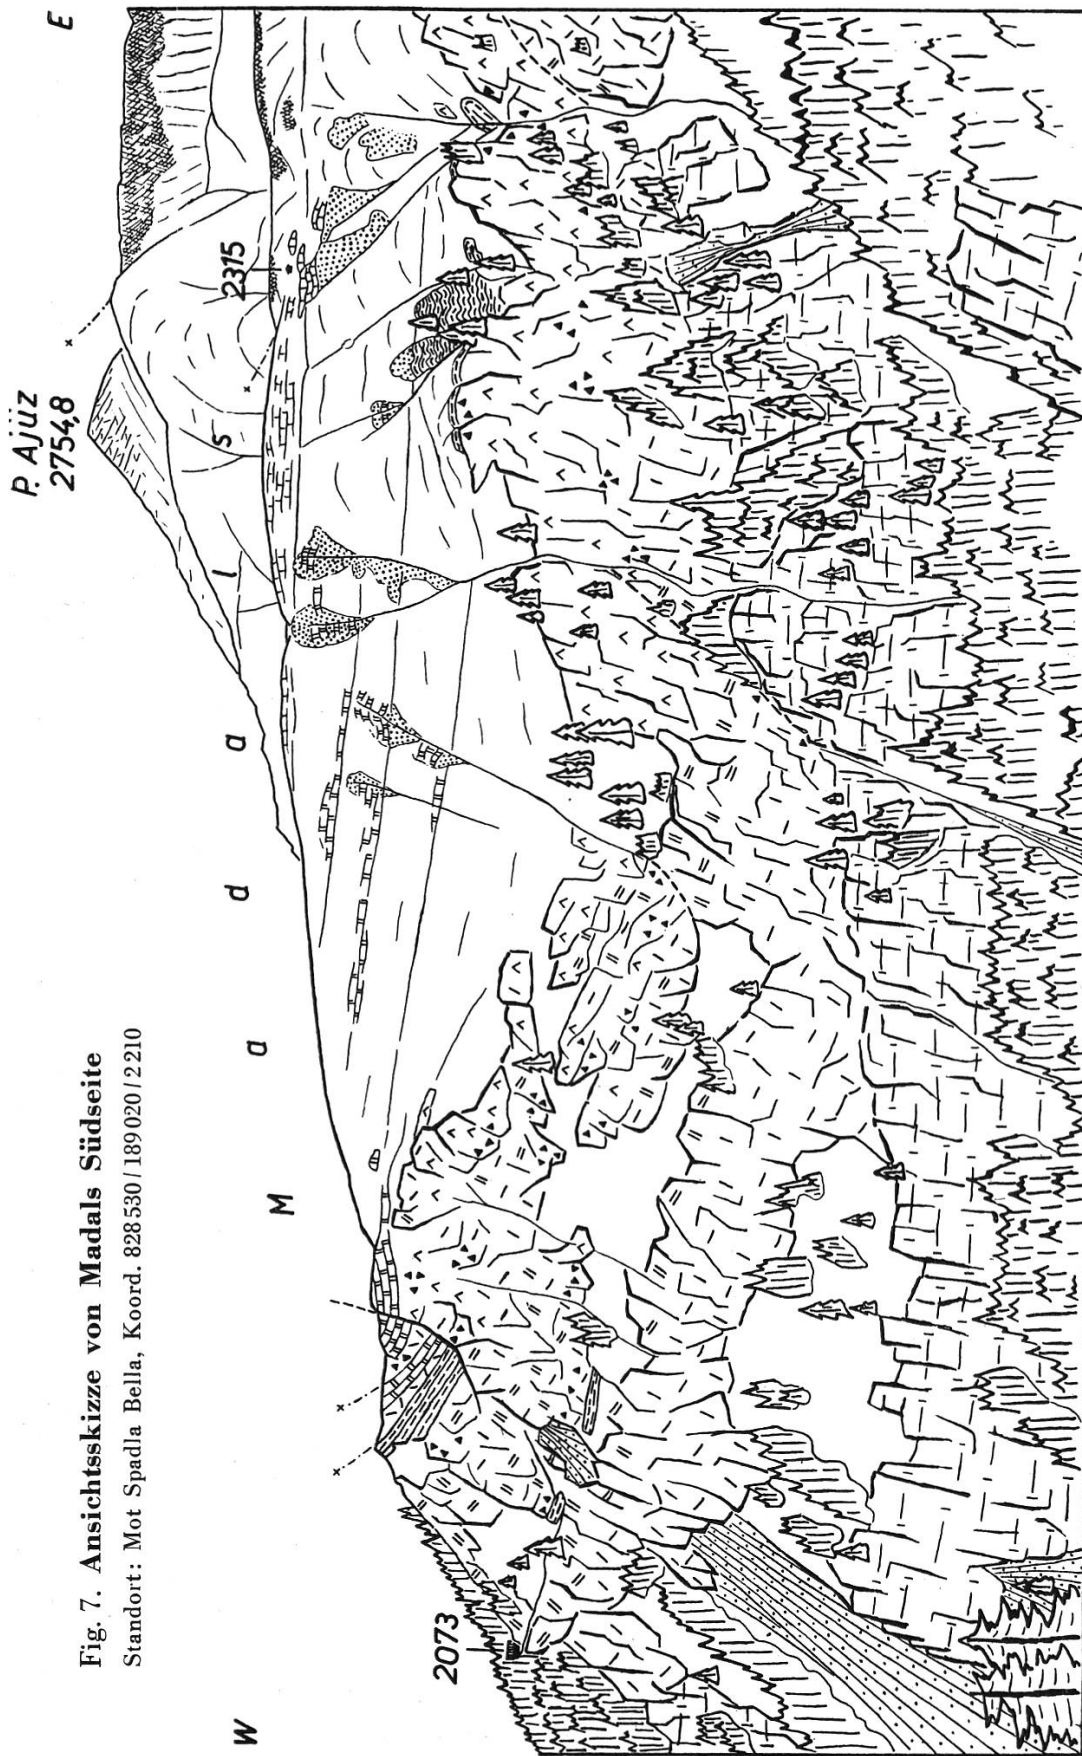 Fig. 7. Ansichtsskizze von Madals Südseite
Standort: Mot Spadla Bella, Koord. 828530/189020/2210
P. Ajüz
2754,8
W
E
M a d a l s
2315
2073